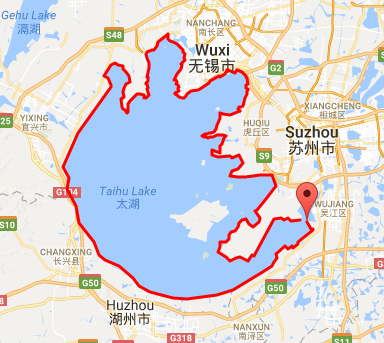 Gehu Lake
滆湖
NANCHANG
南长区
S48
Wuxi
无锡市
G2
YIXING
宜兴市
XIANGCHENG
相城区
S25
HUQIU
虎丘区
Suzhou
苏州市
S9
Taihu Lake
太湖
G104
WUJIANG
吴江区
S10
CHANGXING
长兴县
G50
G50
Huzhou
湖州市
NANXUN
南浔区
G318
S11